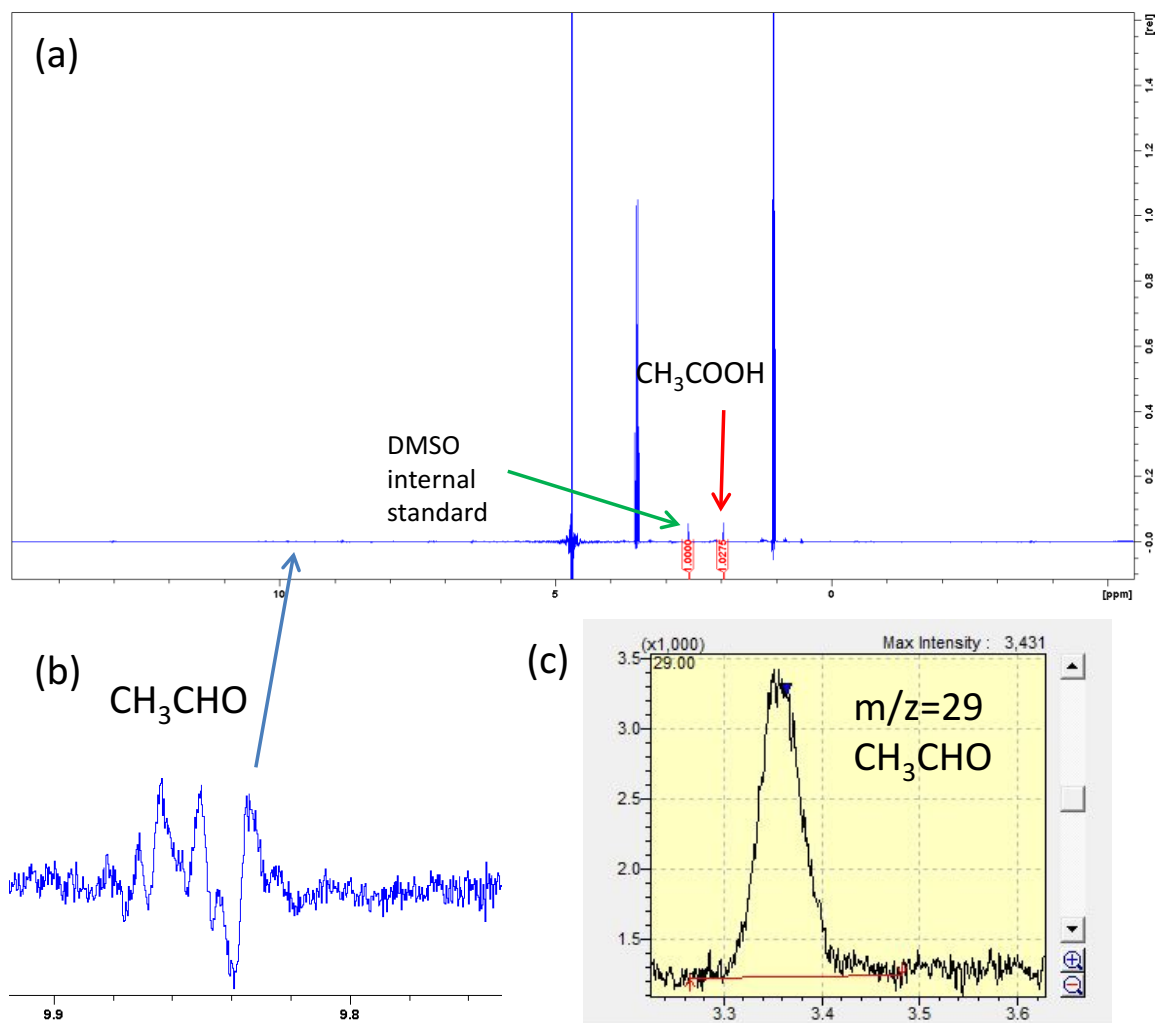 (a)
[rel]
1.4
1.2
1.0
0.8
0.6
0.4
0.2
-0.0
CH₃COOH
DMSO
internal
standard
1.0000
1.0275
10
5
0
[ppm]
(b)
CH₃CHO
9.9
9.8
(c)
(x1,000)
Max Intensity : 3,431
29.00
3.5
3.0
2.5
2.0
1.5
m/z=29
CH₃CHO
3.3
3.4
3.5
3.6